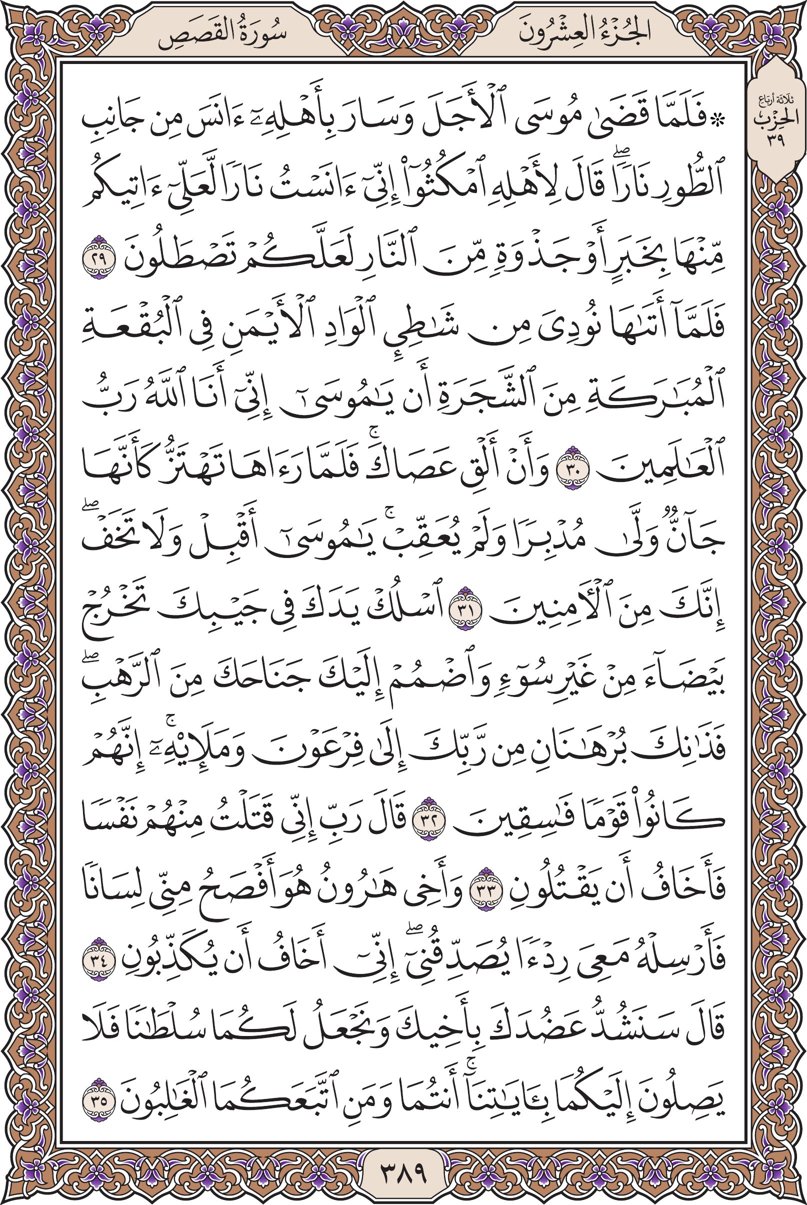 الجُزْءُ العِشْرُونَ
سُورَةُ القَصَصِ
ثلاثة أرباع
الحِزْب
٣٩
۞ فَلَمَّا قَضَىٰ مُوسَى ٱلْأَجَلَ وَسَارَ بِأَهْلِهِۦٓ ءَانَسَ مِن جَانِبِ
ٱلطُّورِ نَارًاۖ قَالَ لِأَهْلِهِ ٱمْكُثُوٓاْ إِنِّىٓ ءَانَسْتُ نَارًا لَّعَلِّىٓ ءَاتِيكُم
مِّنْهَا بِخَبَرٍ أَوْ جَذْوَةٍ مِّنَ ٱلنَّارِ لَعَلَّكُمْ تَصْطَلُونَ ٢٩
فَلَمَّآ أَتَىٰهَا نُودِىَ مِن شَٰطِىِٕ ٱلْوَادِ ٱلْأَيْمَنِ فِى ٱلْبُقْعَةِ
ٱلْمُبَٰرَكَةِ مِنَ ٱلشَّجَرَةِ أَن يَٰمُوسَىٰٓ إِنِّىٓ أَنَا ٱللَّهُ رَبُّ
ٱلْعَٰلَمِينَ ٣٠ وَأَنْ أَلْقِ عَصَاكَۚ فَلَمَّا رَءَاهَا تَهْتَزُّ كَأَنَّهَا
جَآنٌّ وَلَّىٰ مُدْبِرًا وَلَمْ يُعَقِّبْۚ يَٰمُوسَىٰٓ أَقْبِلْ وَلَا تَخَفْۖ
إِنَّكَ مِنَ ٱلْأٓمِنِينَ ٣١ ٱسْلُكْ يَدَكَ فِى جَيْبِكَ تَخْرُجْ
بَيْضَآءَ مِنْ غَيْرِ سُوٓءٍ وَٱضْمُمْ إِلَيْكَ جَنَاحَكَ مِنَ ٱلرَّهْبِۖ
فَذَٰنِكَ بُرْهَٰنَانِ مِن رَّبِّكَ إِلَىٰ فِرْعَوْنَ وَمَلَإِيْهِۦٓۚ إِنَّهُمْ
كَانُواْ قَوْمًا فَٰسِقِينَ ٣٢ قَالَ رَبِّ إِنِّى قَتَلْتُ مِنْهُمْ نَفْسًا
فَأَخَافُ أَن يَقْتُلُونِ ٣٣ وَأَخِى هَٰرُونُ هُوَ أَفْصَحُ مِنِّى لِسَانًا
فَأَرْسِلْهُ مَعِىَ رِدْءًا يُصَدِّقُنِىٓۖ إِنِّىٓ أَخَافُ أَن يُكَذِّبُونِ ٣٤
قَالَ سَنَشُدُّ عَضُدَكَ بِأَخِيكَ وَنَجْعَلُ لَكُمَا سُلْطَٰنًا فَلَا
يَصِلُونَ إِلَيْكُمَا بِـَٔايَٰتِنَآۚ أَنتُمَا وَمَنِ ٱتَّبَعَكُمَا ٱلْغَٰلِبُونَ ٣٥
٣٨٩